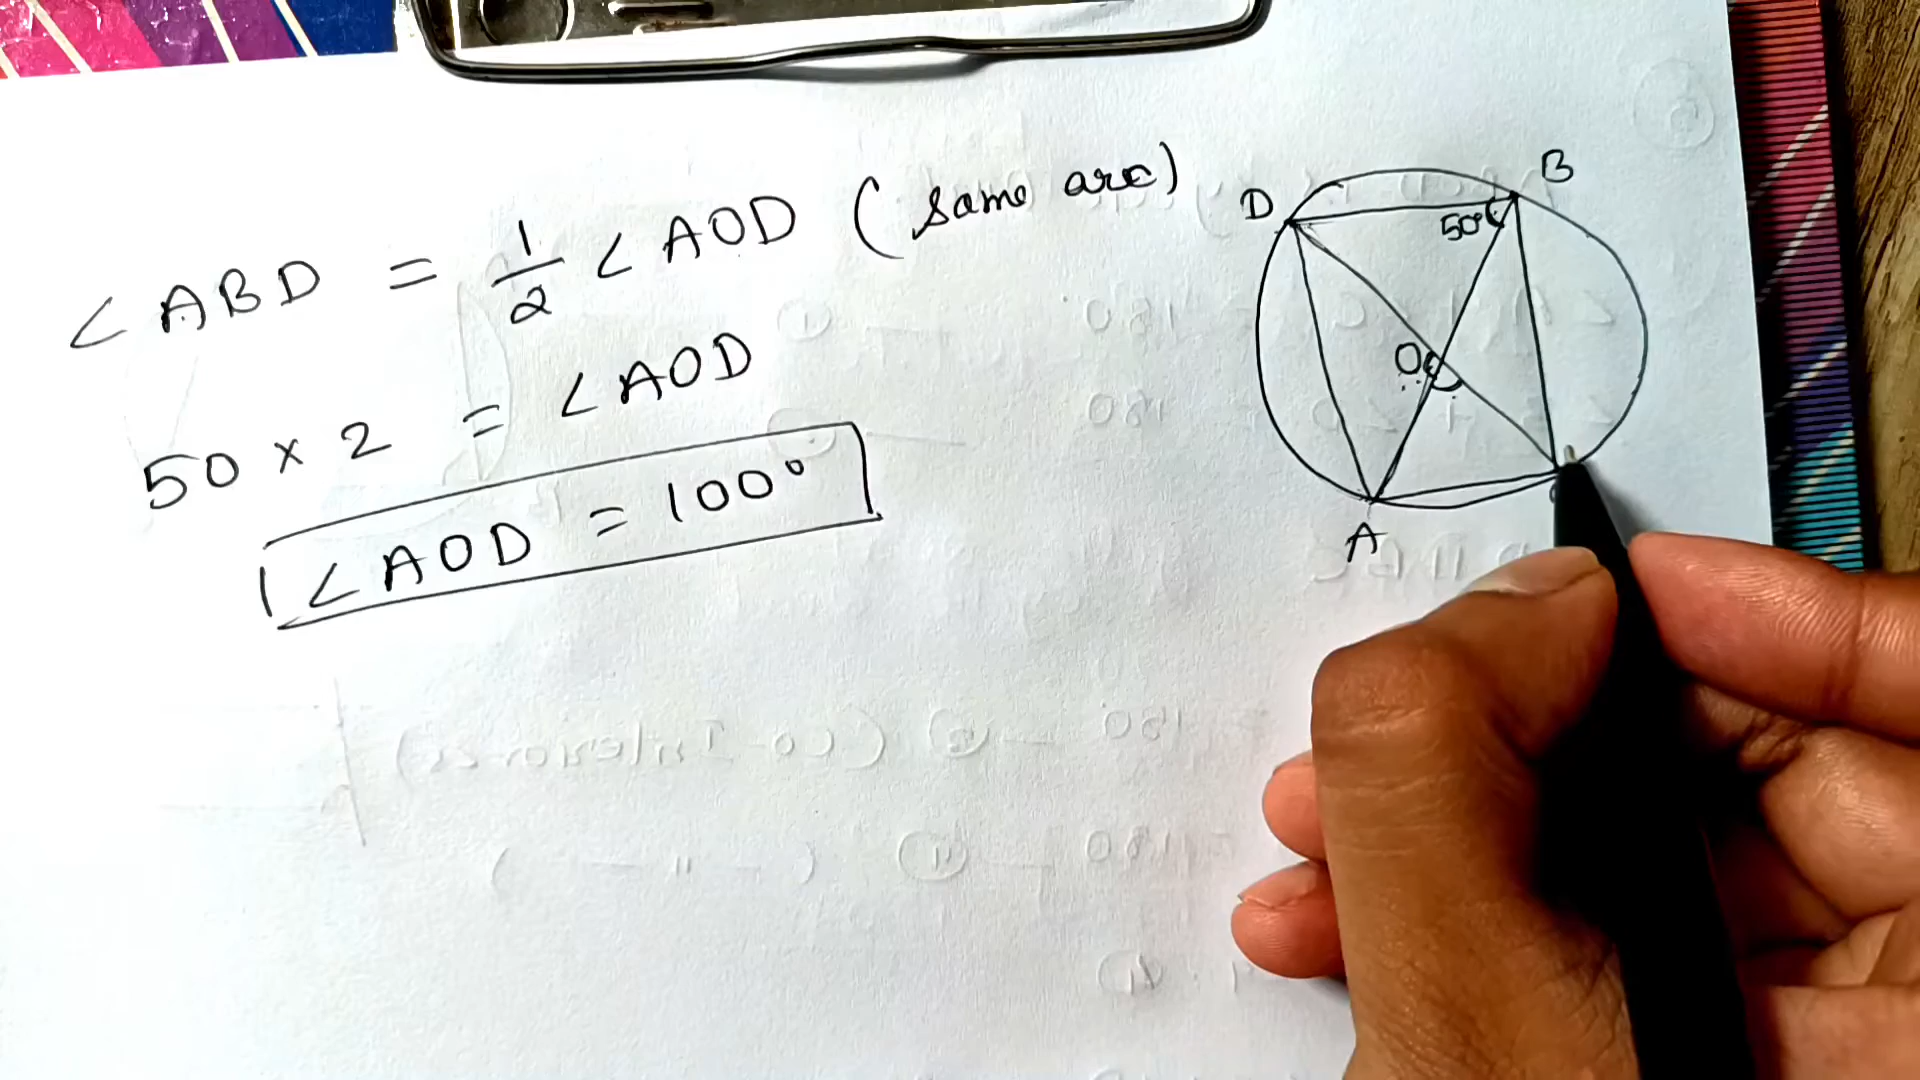 ∠ABD = 1/2 ∠AOD (same arc)
50 × 2 = ∠AOD
∠AOD = 100°
D
B
50°
O
A